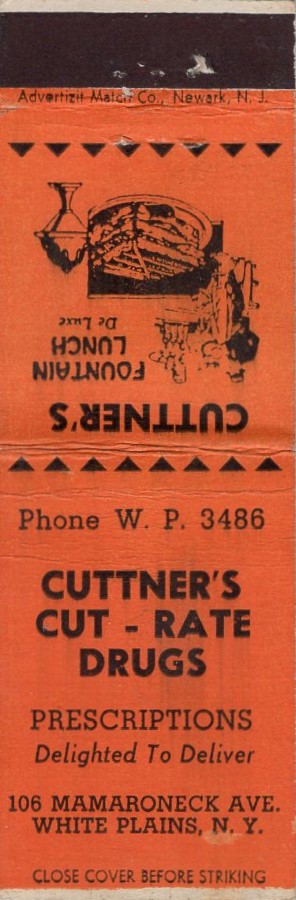 Advertizit Match Co., Newark, N. J.
CUTTNER'S
FOUNTAIN
LUNCH
De Luxe
Phone W. P. 3486
CUTTNER'S
CUT - RATE
DRUGS
PRESCRIPTIONS
Delighted To Deliver
106 MAMARONECK AVE.
WHITE PLAINS, N. Y.
CLOSE COVER BEFORE STRIKING